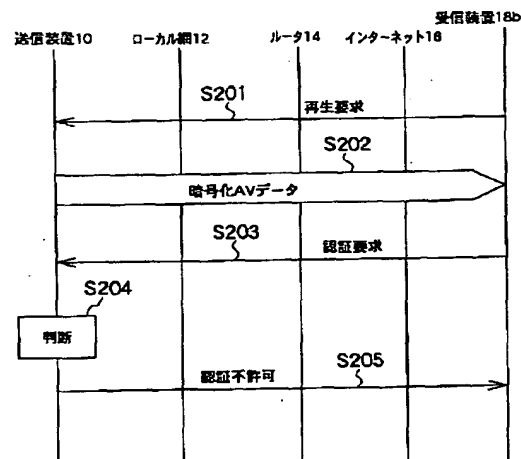 送信装置10 ローカル網12 ルータ14 インターネット16 受信装置18b
S201
再生要求
S202
暗号化AVデータ
S203
認証要求
S204
判断
S205
認証不許可